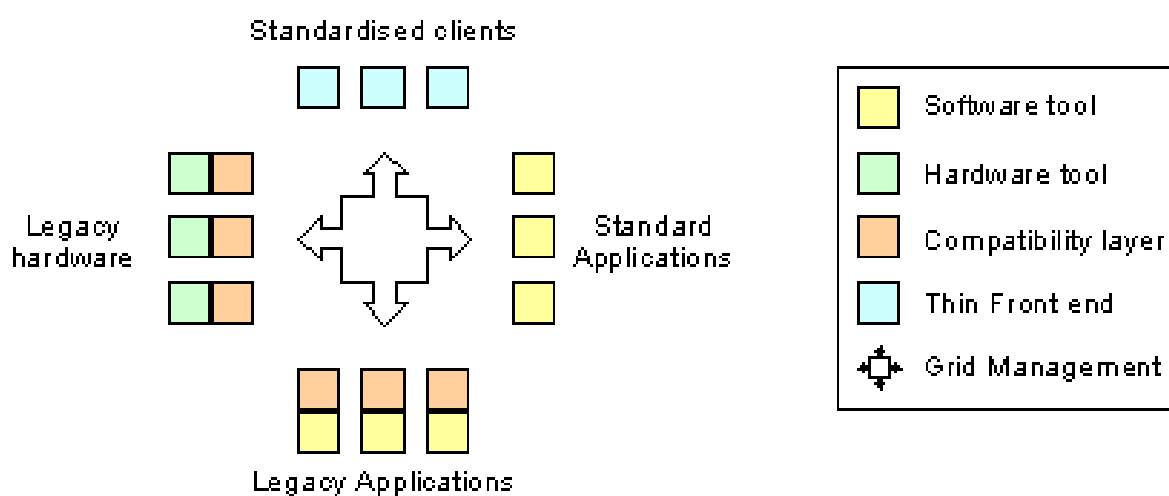 Standardised clients
Legacy
hardware
Standard
Applications
Legacy Applications
Software tool
Hardware tool
Compatibility layer
Thin Front end
Grid Management